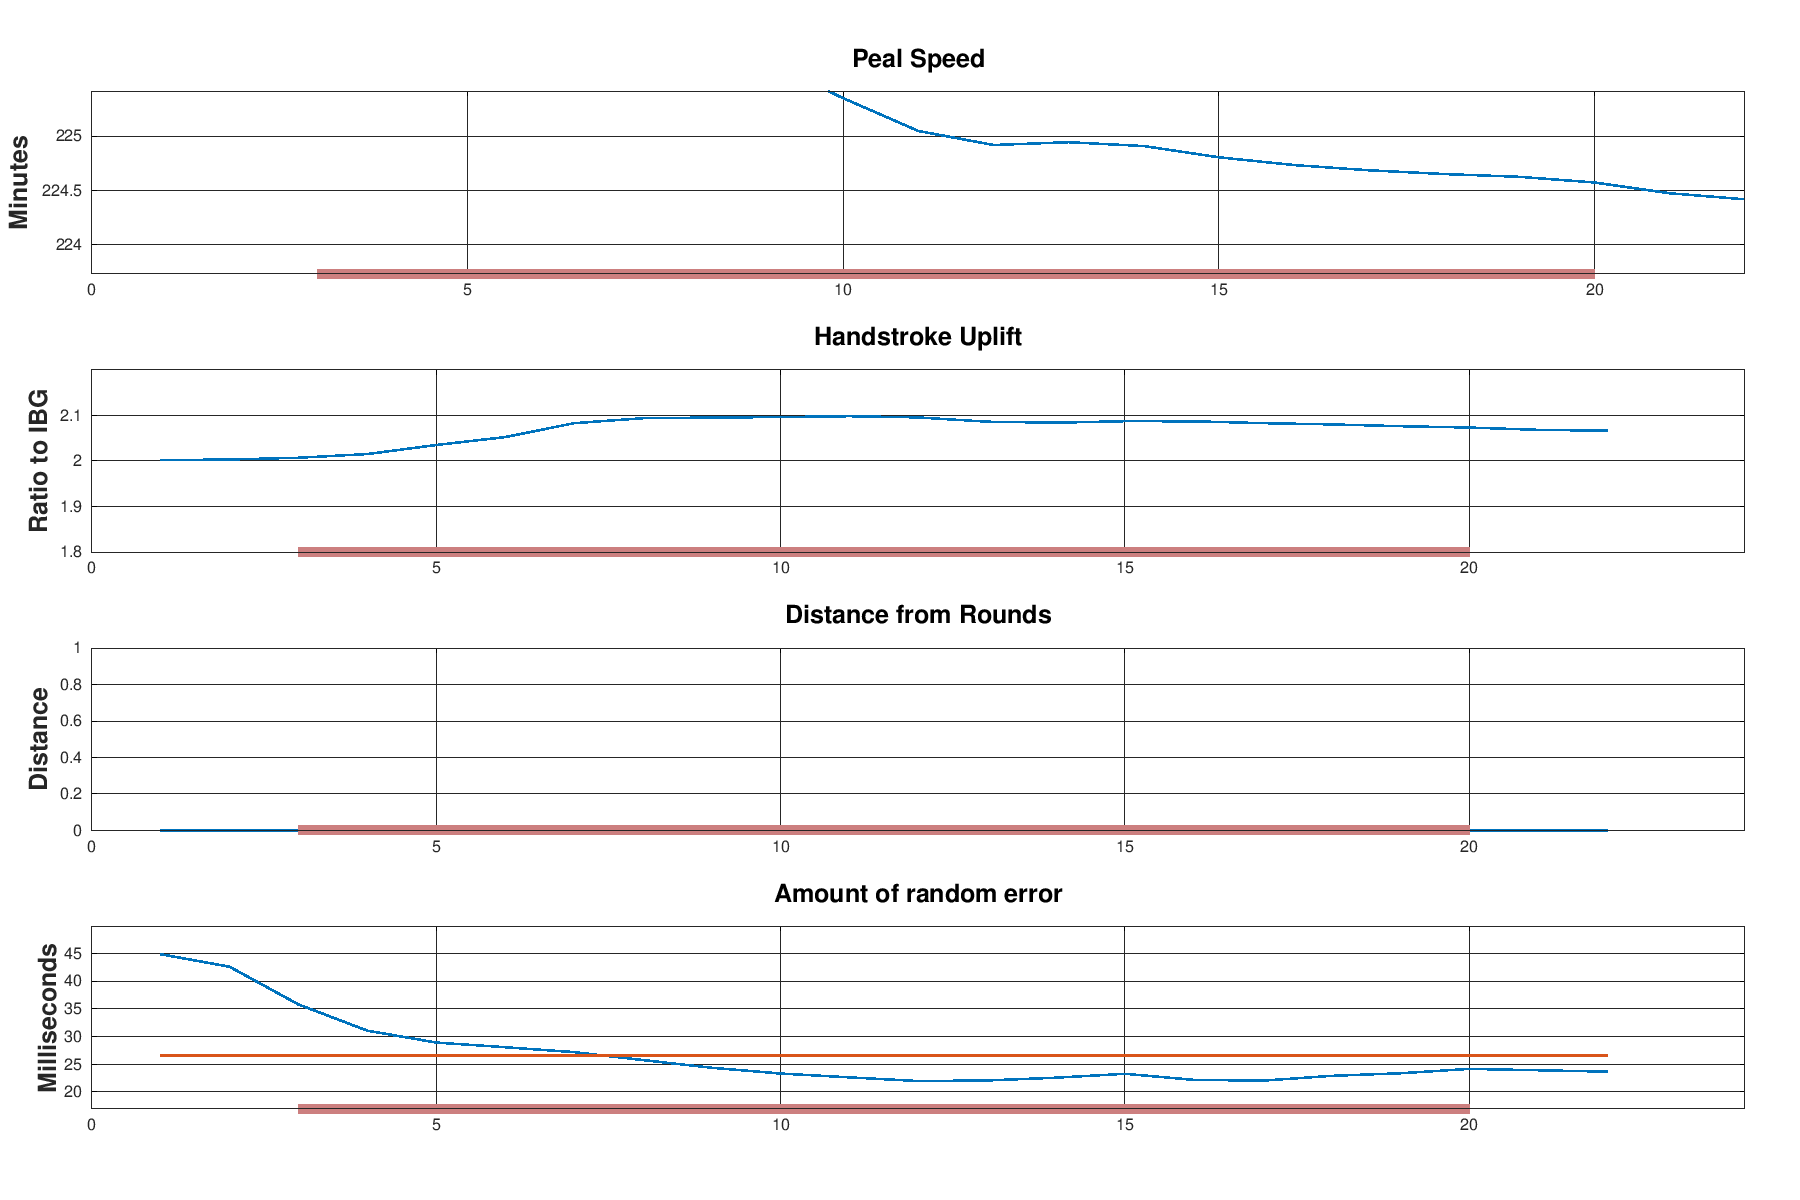 Peal Speed
Minutes
225
224.5
224
0 5 10 15 20
Handstroke Uplift
Ratio to IBG
2.1
2
1.9
1.8
0 5 10 15 20
Distance from Rounds
Distance
1
0.8
0.6
0.4
0.2
0
0 5 10 15 20
Amount of random error
Milliseconds
45
40
35
30
25
20
0 5 10 15 20